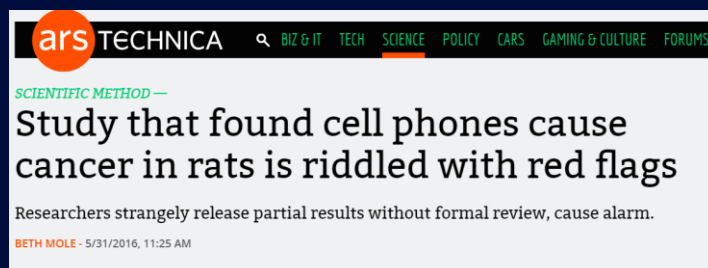 ars TECHNICA BIZ & IT TECH SCIENCE POLICY CARS GAMING & CULTURE FORUMS
SCIENTIFIC METHOD —
Study that found cell phones cause
cancer in rats is riddled with red flags
Researchers strangely release partial results without formal review, cause alarm.
BETH MOLE - 5/31/2016, 11:25 AM